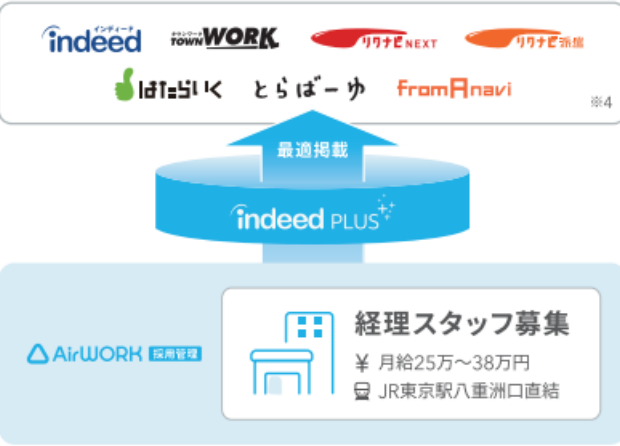 インディード
indeed タウンワーク TOWNWORK リクナビNEXT リクナビ派遣
はたらいく とらばーゆ fromAnavi
※4
最適掲載
indeed PLUS
経理スタッフ募集
AirWORK 採用管理
¥ 月給25万〜38万円
JR東京駅八重洲口直結